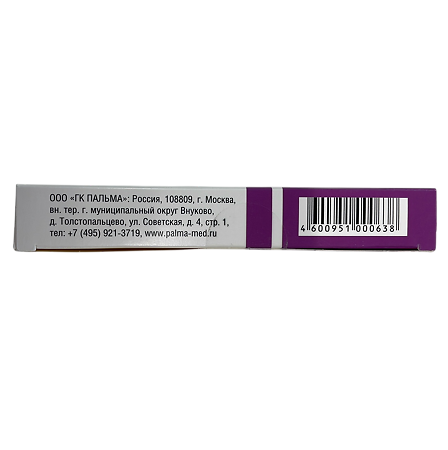 ООО «ГК ПАЛЬМА»: Россия, 108809, г. Москва,
вн. тер. г. муниципальный округ Внуково,
д. Толстопальцево, ул. Советская, д. 4, стр. 1,
тел: +7 (495) 921-3719, www.palma-med.ru
4 600951 000638